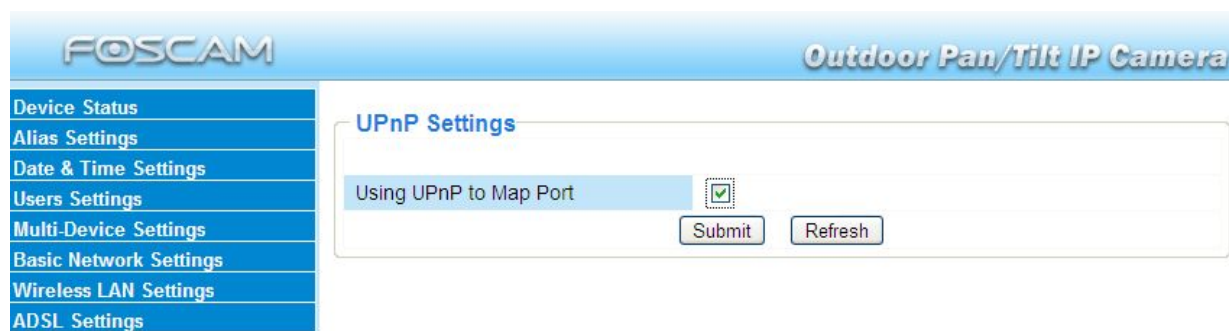 FOSCAM
Outdoor Pan/Tilt IP Camera
Device Status
Alias Settings
Date & Time Settings
Users Settings
Multi-Device Settings
Basic Network Settings
Wireless LAN Settings
ADSL Settings
UPnP Settings
Using UPnP to Map Port
Submit Refresh